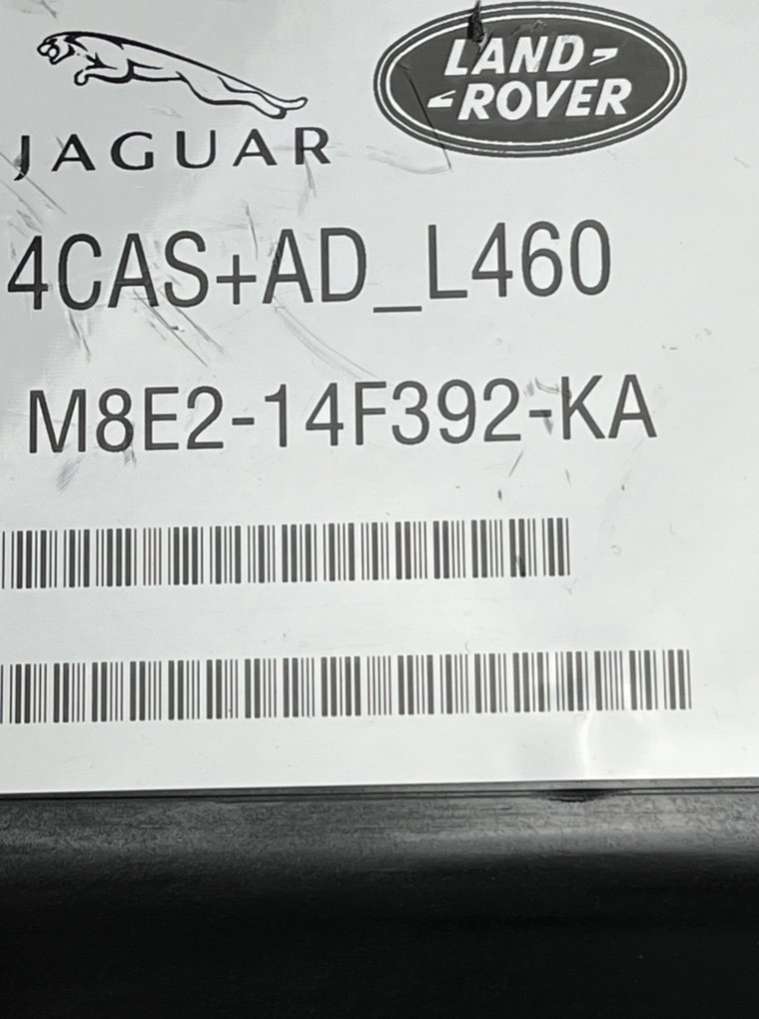 JAGUAR
LAND
ROVER
4CAS+AD_L460
M8E2-14F392-KA